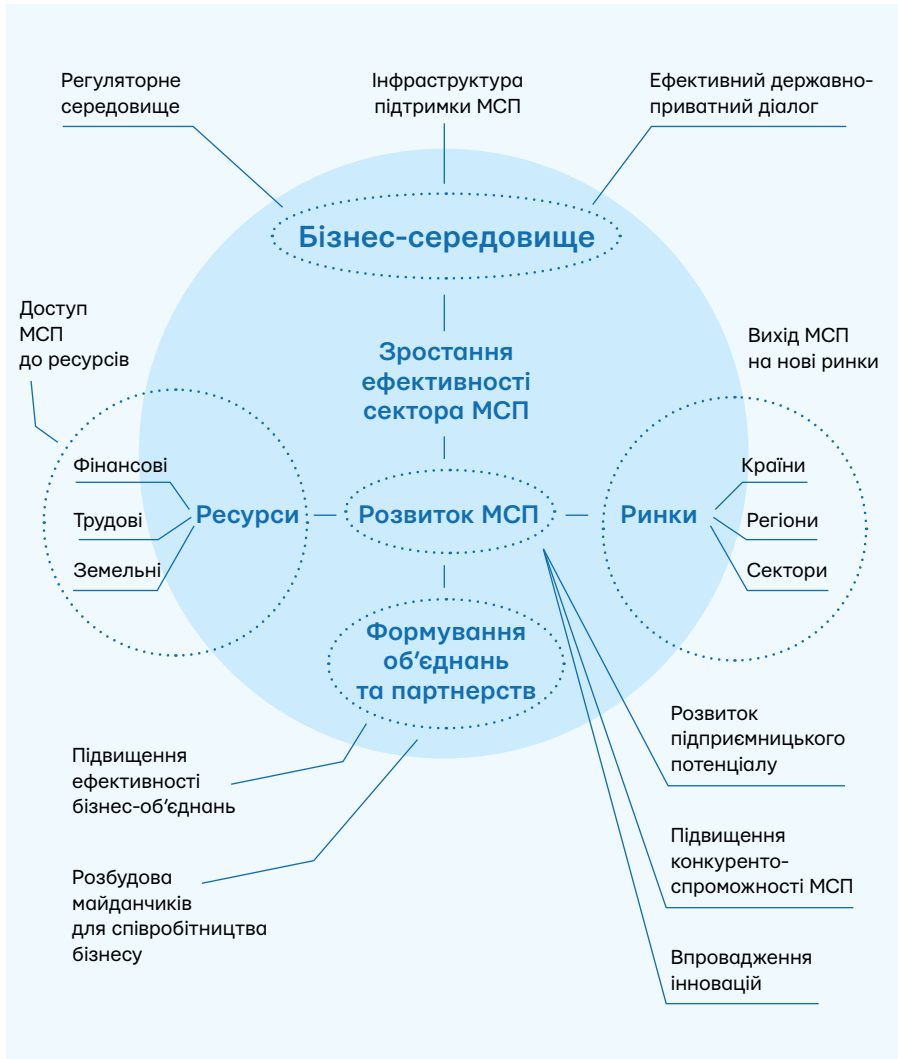 Регуляторне
середовище
Інфраструктура
підтримки МСП
Ефективний державно-
приватний діалог
Бізнес-середовище
Доступ
МСП
до ресурсів
Зростання
ефективності
сектора МСП
Вихід МСП
на нові ринки
Фінансові
Трудові
Земельні
Ресурси
Розвиток МСП
Ринки
Країни
Регіони
Сектори
Формування
об’єднань
та партнерств
Підвищення
ефективності
бізнес-об’єднань
Розбудова
майданчиків
для співробітництва
бізнесу
Розвиток
підприємницького
потенціалу
Підвищення
конкуренто-
спроможності МСП
Впровадження
інновацій